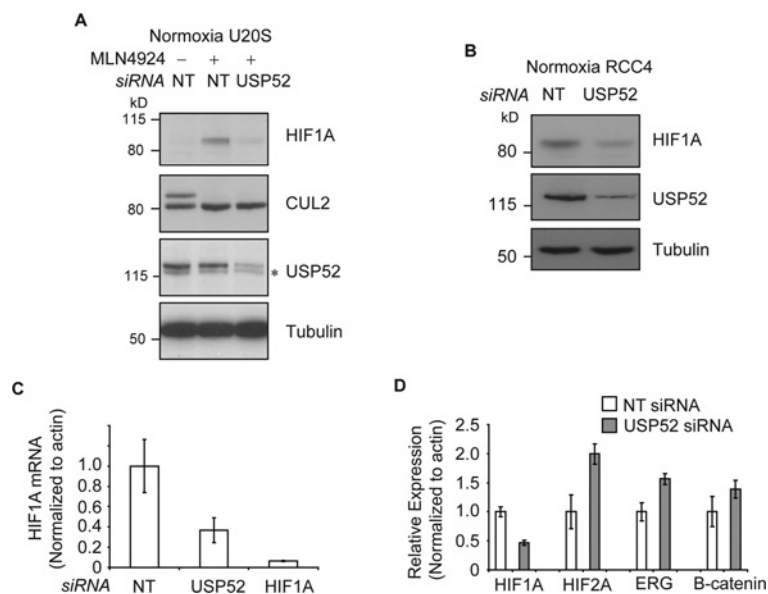 A
Normoxia U20S
MLN4924 – + +
siRNA NT NT USP52
kD
115
80
HIF1A
80
CUL2
115
* USP52
50
Tubulin
B
Normoxia RCC4
siRNA NT USP52
kD
80
HIF1A
115
USP52
50
Tubulin
C
HIF1A mRNA
(Normalized to actin)
1.0
0.8
0.6
0.4
0.2
0
siRNA NT USP52 HIF1A
D
NT siRNA
USP52 siRNA
Relative Expression
(Normalized to actin)
2.5
2.0
1.5
1.0
0.5
0
HIF1A HIF2A ERG B-catenin